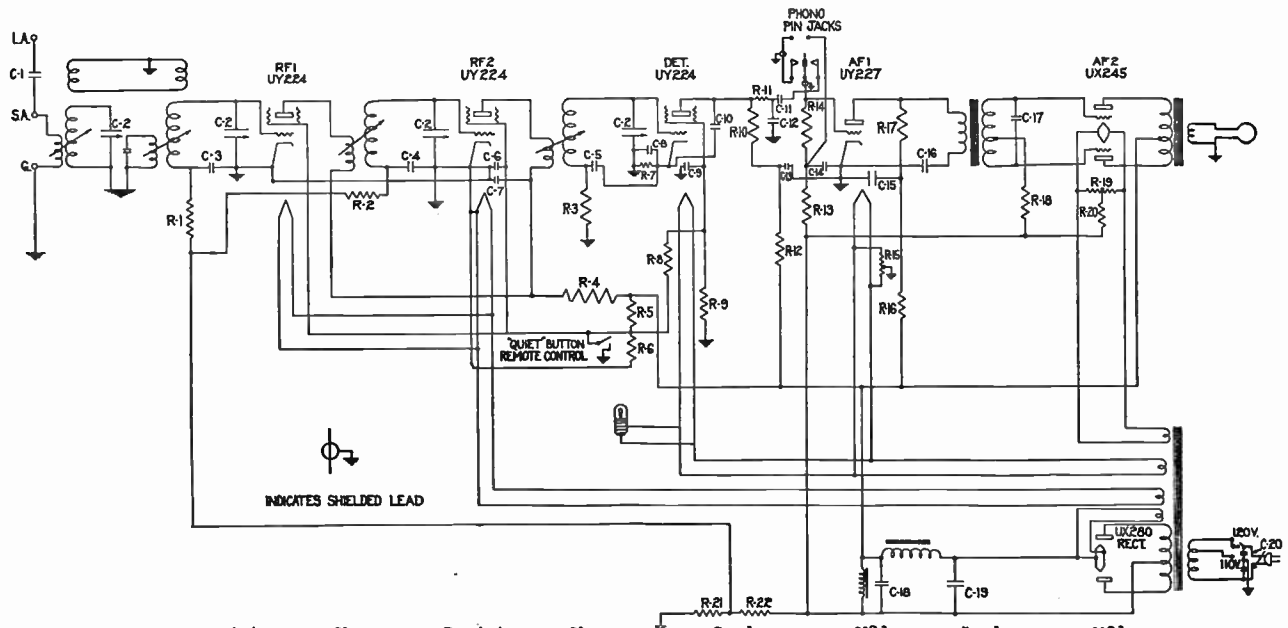 PHONO
PIN JACKS
L.A.
C-1
S.A.
G.
RF1
UY224
RF2
UY224
DET.
UY224
AF1
UY227
AF2
UX245
C-2
C-2
C-2
C-2
C-3
C-4
C-5
C-6
C-7
C-8
R-7
C-9
C-10
R-10
R-11
C-11
C-12
R-14
C-14
C-15
R-17
C-16
C-17
R-18
R-19
R-20
R-1
R-2
R-3
R-13
R-12
R-8
R-9
R-15
R-16
R-4
R-5
R-6
"QUIET" BUTTON
REMOTE CONTROL
INDICATES SHIELDED LEAD
UX280
RECT.
120V.
110V.
C-20
C-18
C-19
R-21
R-22